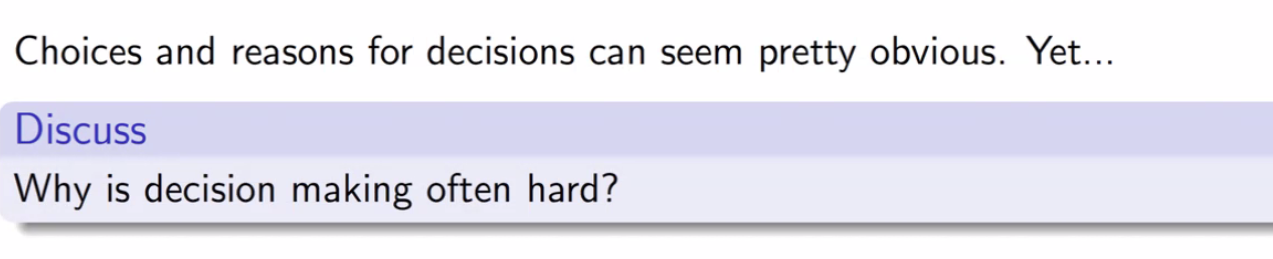 Choices and reasons for decisions can seem pretty obvious. Yet...
Discuss
Why is decision making often hard?